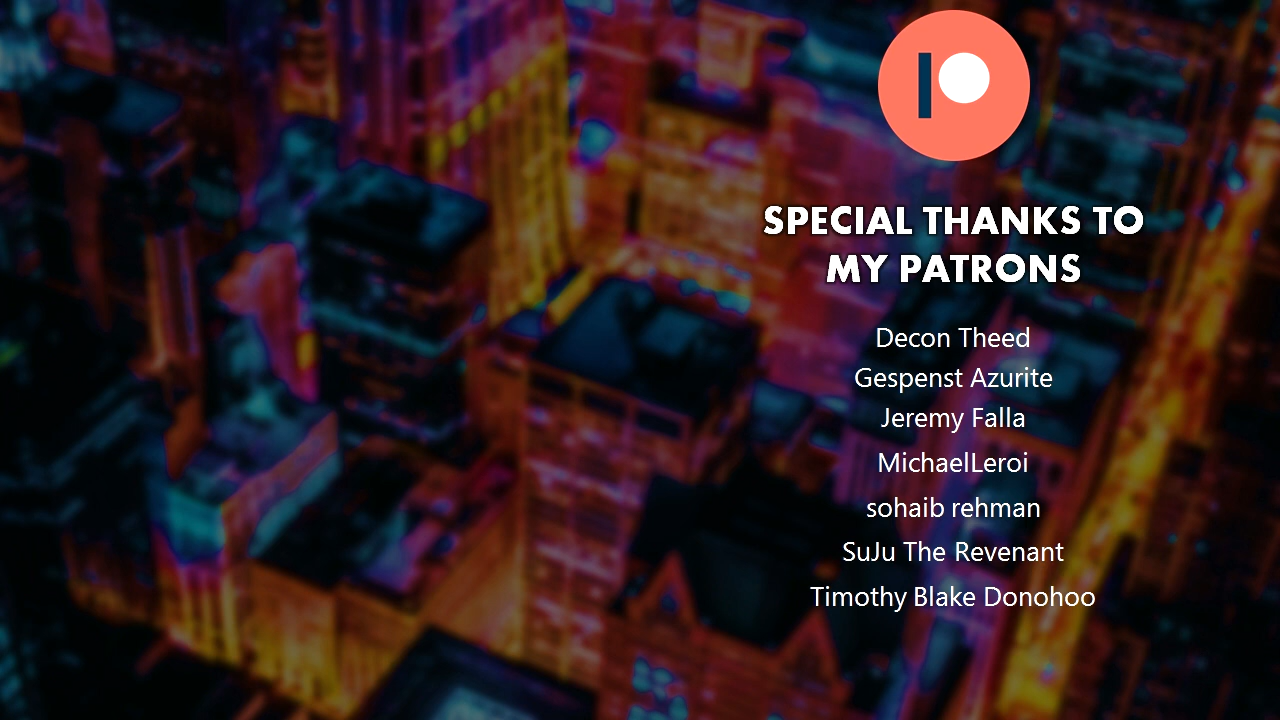 SPECIAL THANKS TO
MY PATRONS
Decon Theed
Gespenst Azurite
Jeremy Falla
MichaelLeroi
sohaib rehman
SuJu The Revenant
Timothy Blake Donohoo